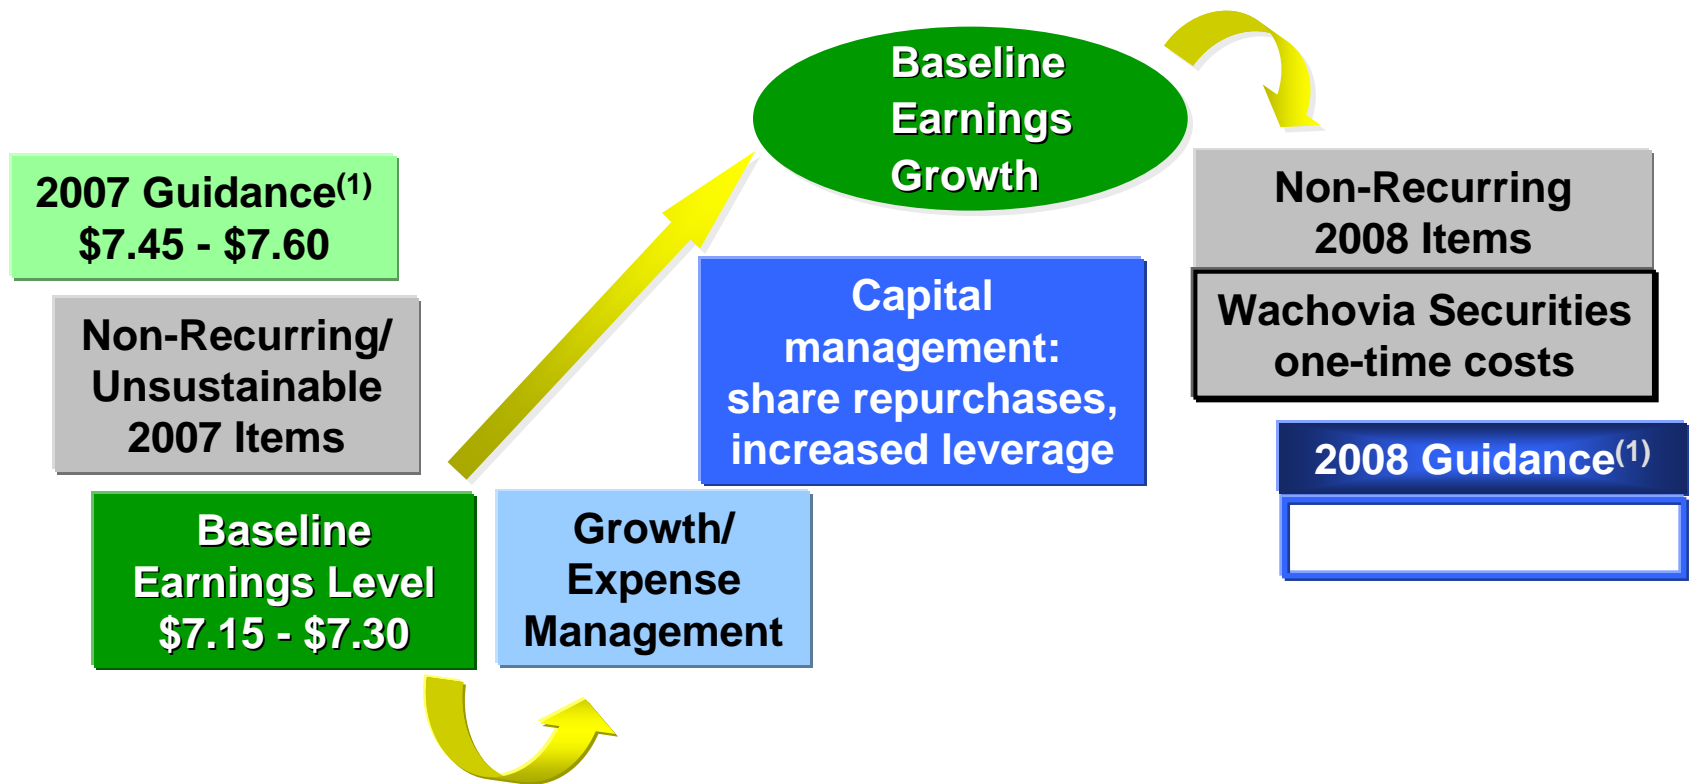 2007 Guidance(1)
$7.45 - $7.60
Non-Recurring/
Unsustainable
2007 Items
Baseline
Earnings Level
$7.15 - $7.30
Growth/
Expense
Management
Capital
management:
share repurchases,
increased leverage
Baseline
Earnings
Growth
Non-Recurring
2008 Items
Wachovia Securities
one-time costs
2008 Guidance(1)